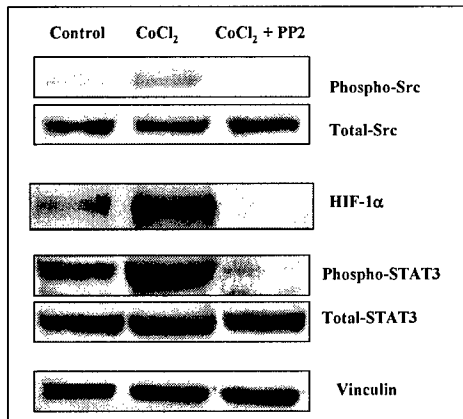 Control CoCl₂ CoCl₂ + PP2
Phospho-Src
Total-Src
HIF-1α
Phospho-STAT3
Total-STAT3
Vinculin